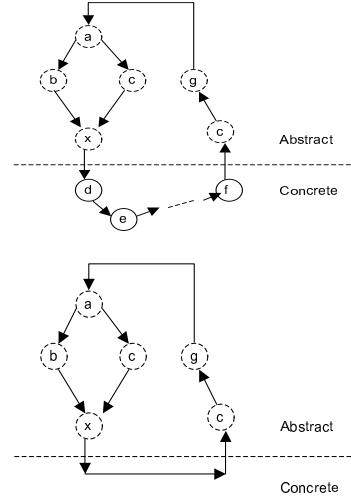 a
b c g
x c
Abstract
d Concrete f
e
a
b c g
x c
Abstract
Concrete